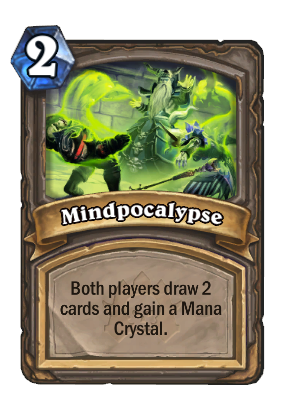 2
Mindpocalypse
Both players draw 2
cards and gain a Mana
Crystal.